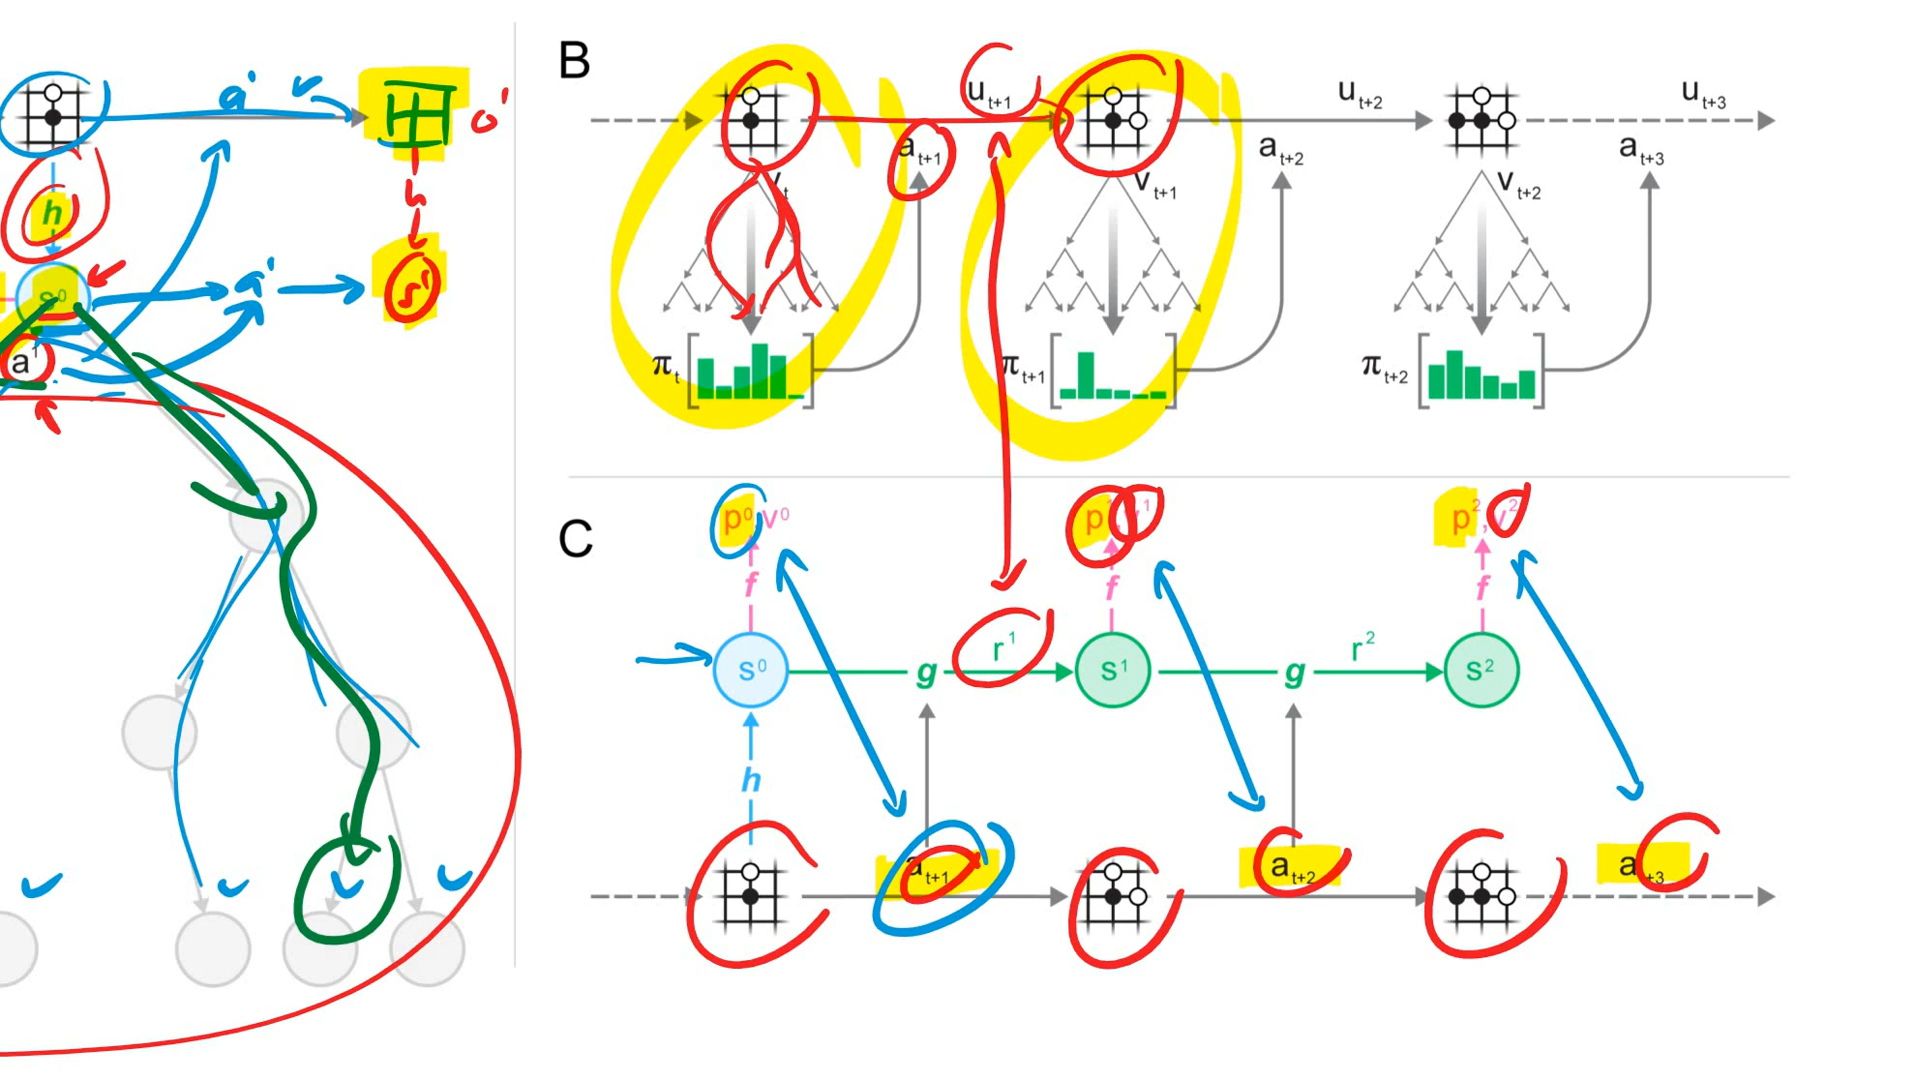 a'
o'
h
h
s⁰
a'
s¹
a¹
B
u t+1
u t+2
u t+3
a t+1
a t+2
a t+3
v t
v t+1
v t+2
π t
π t+1
π t+2
C
p⁰, v⁰
p¹, v¹
p², v²
f
f
f
s⁰
g
r¹
s¹
g
r²
s²
h
a t+1
a t+2
a t+3